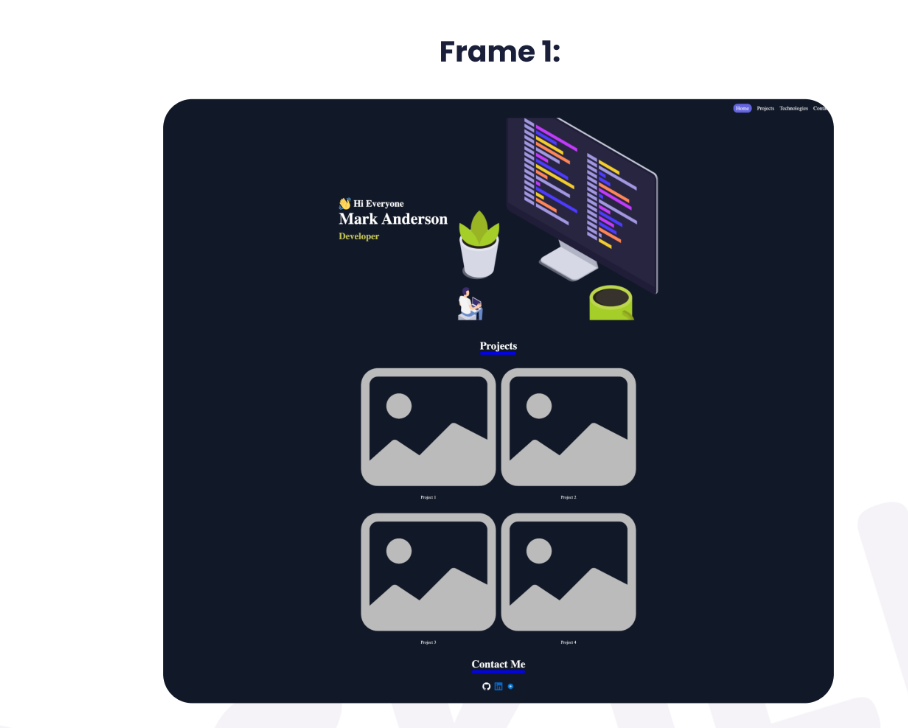 Frame 1:
Home Projects Technologies
👋 Hi Everyone
Mark Anderson
Developer
Projects
Project 1 Project 2
Project 3 Project 4
Contact Me